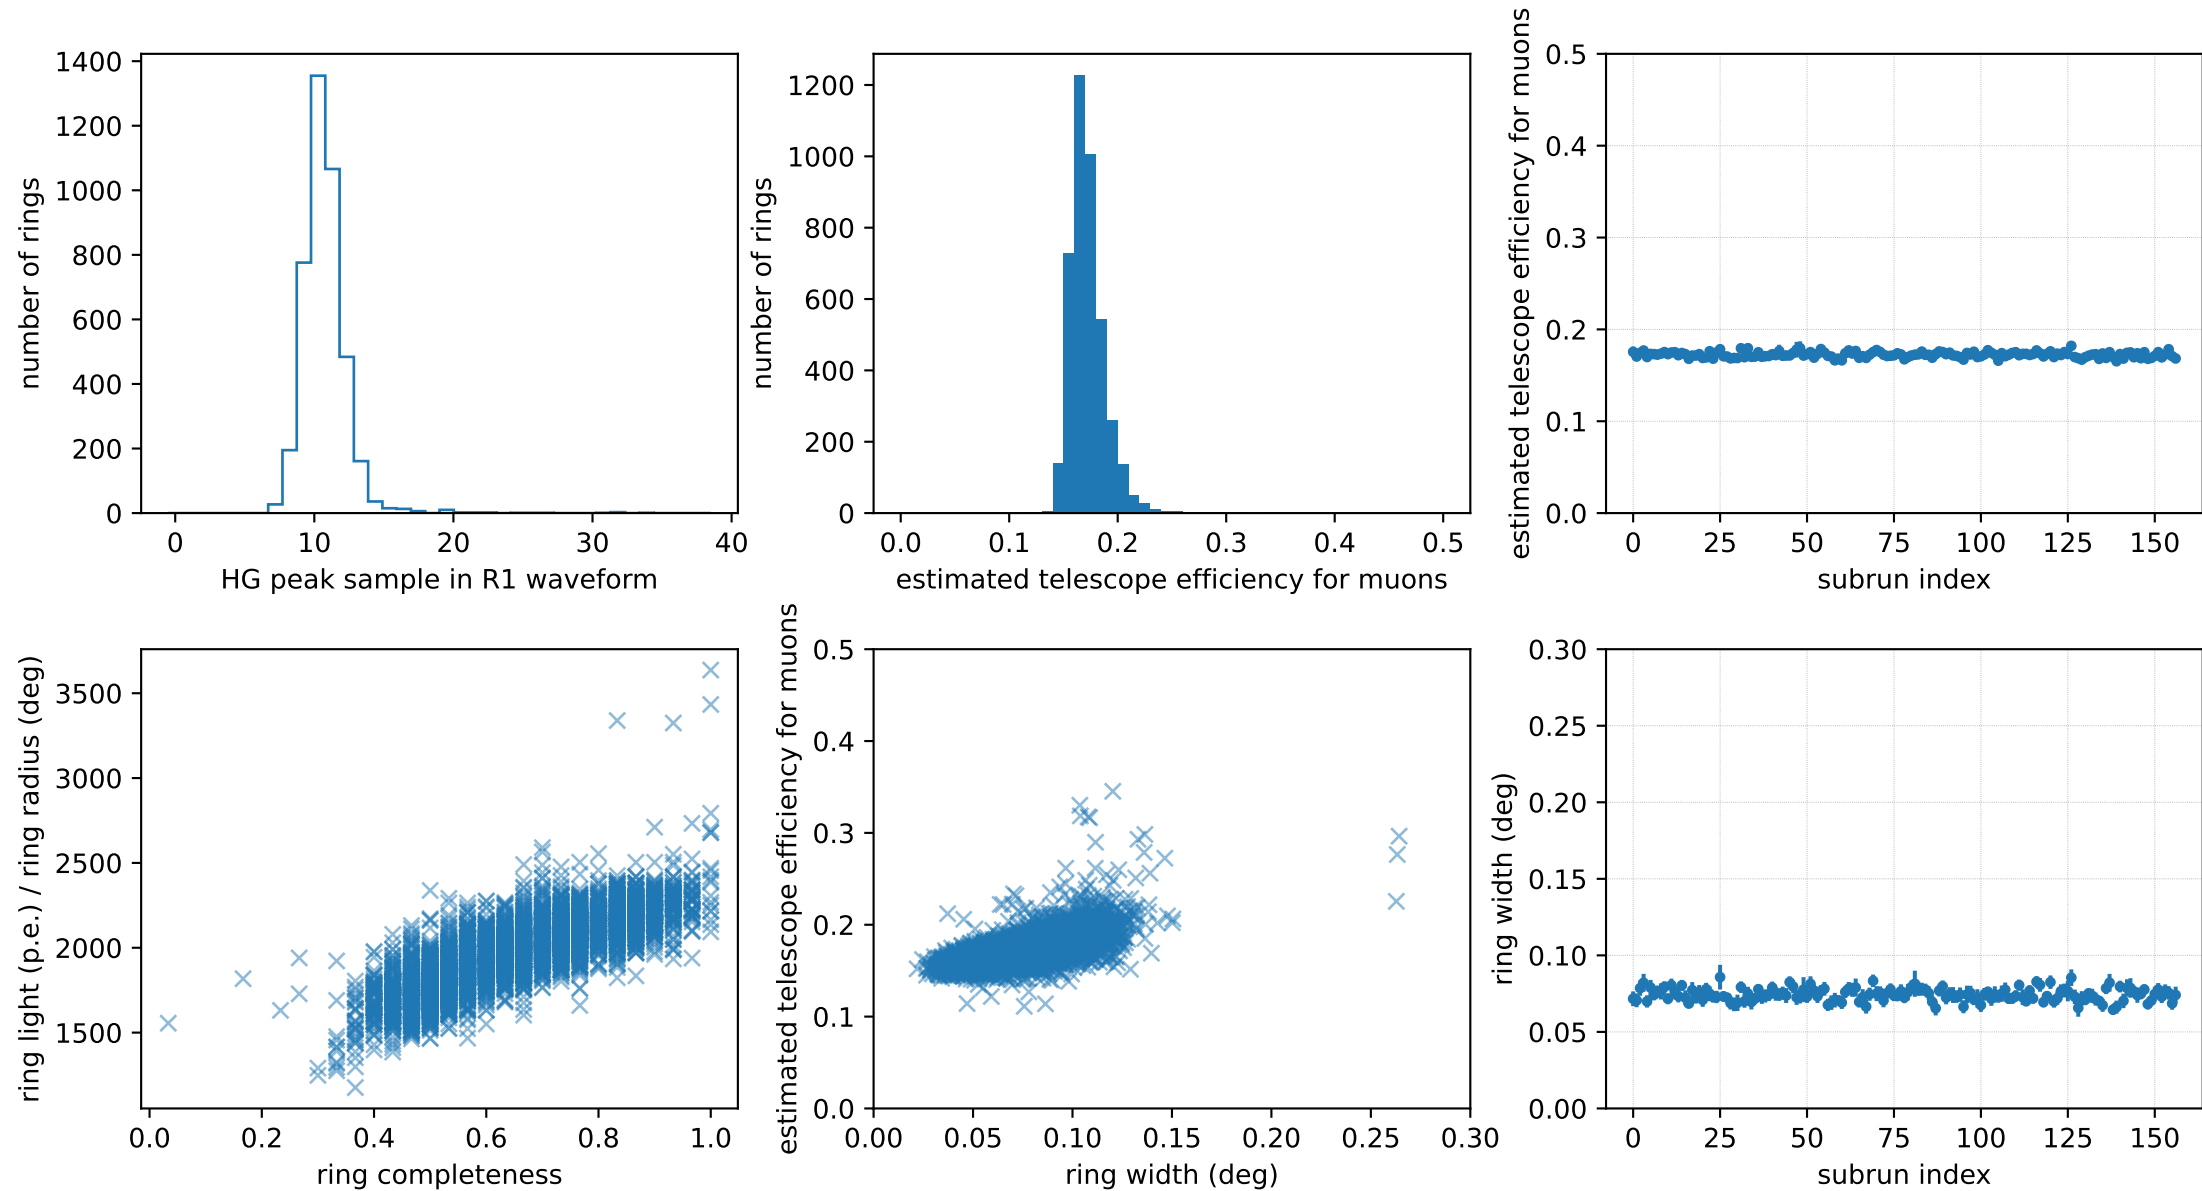 1400
1200
1000
800
600
400
200
0
number of rings
0 10 20 30 40
HG peak sample in R1 waveform
1200
1000
800
600
400
200
0
number of rings
0.0 0.1 0.2 0.3 0.4 0.5
estimated telescope efficiency for muons
0.5
0.4
0.3
0.2
0.1
0.0
estimated telescope efficiency for muons
0 25 50 75 100 125 150
subrun index
3500
3000
2500
2000
1500
ring light (p.e.) / ring radius (deg)
0.0 0.2 0.4 0.6 0.8 1.0
ring completeness
0.5
0.4
0.3
0.2
0.1
0.0
estimated telescope efficiency for muons
0.00 0.05 0.10 0.15 0.20 0.25 0.30
ring width (deg)
0.30
0.25
0.20
0.15
0.10
0.05
0.00
ring width (deg)
0 25 50 75 100 125 150
subrun index